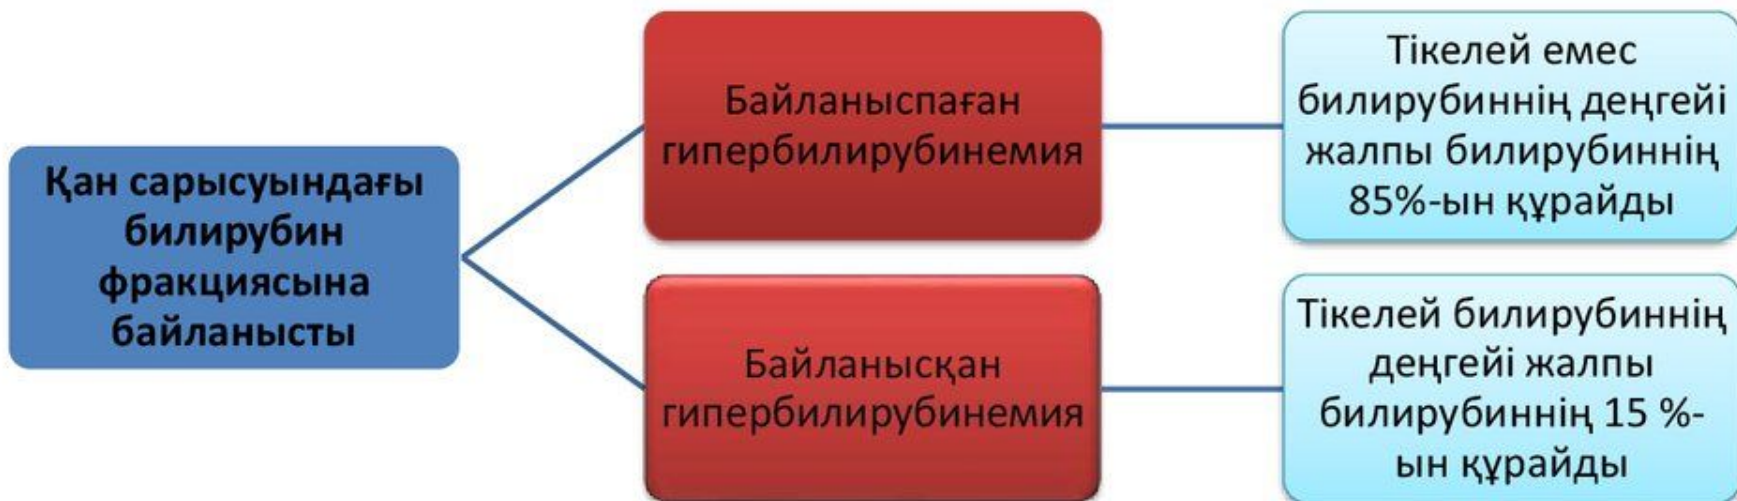 Қан сарысуындағы
билирубин
фракциясына
байланысты
Байланыспаған
гипербилирубинемия
Тікелей емес
билирубиннің деңгейі
жалпы билирубиннің
85%-ын құрайды
Байланысқан
гипербилирубинемия
Тікелей билирубиннің
деңгейі жалпы
билирубиннің 15 %-
ын құрайды